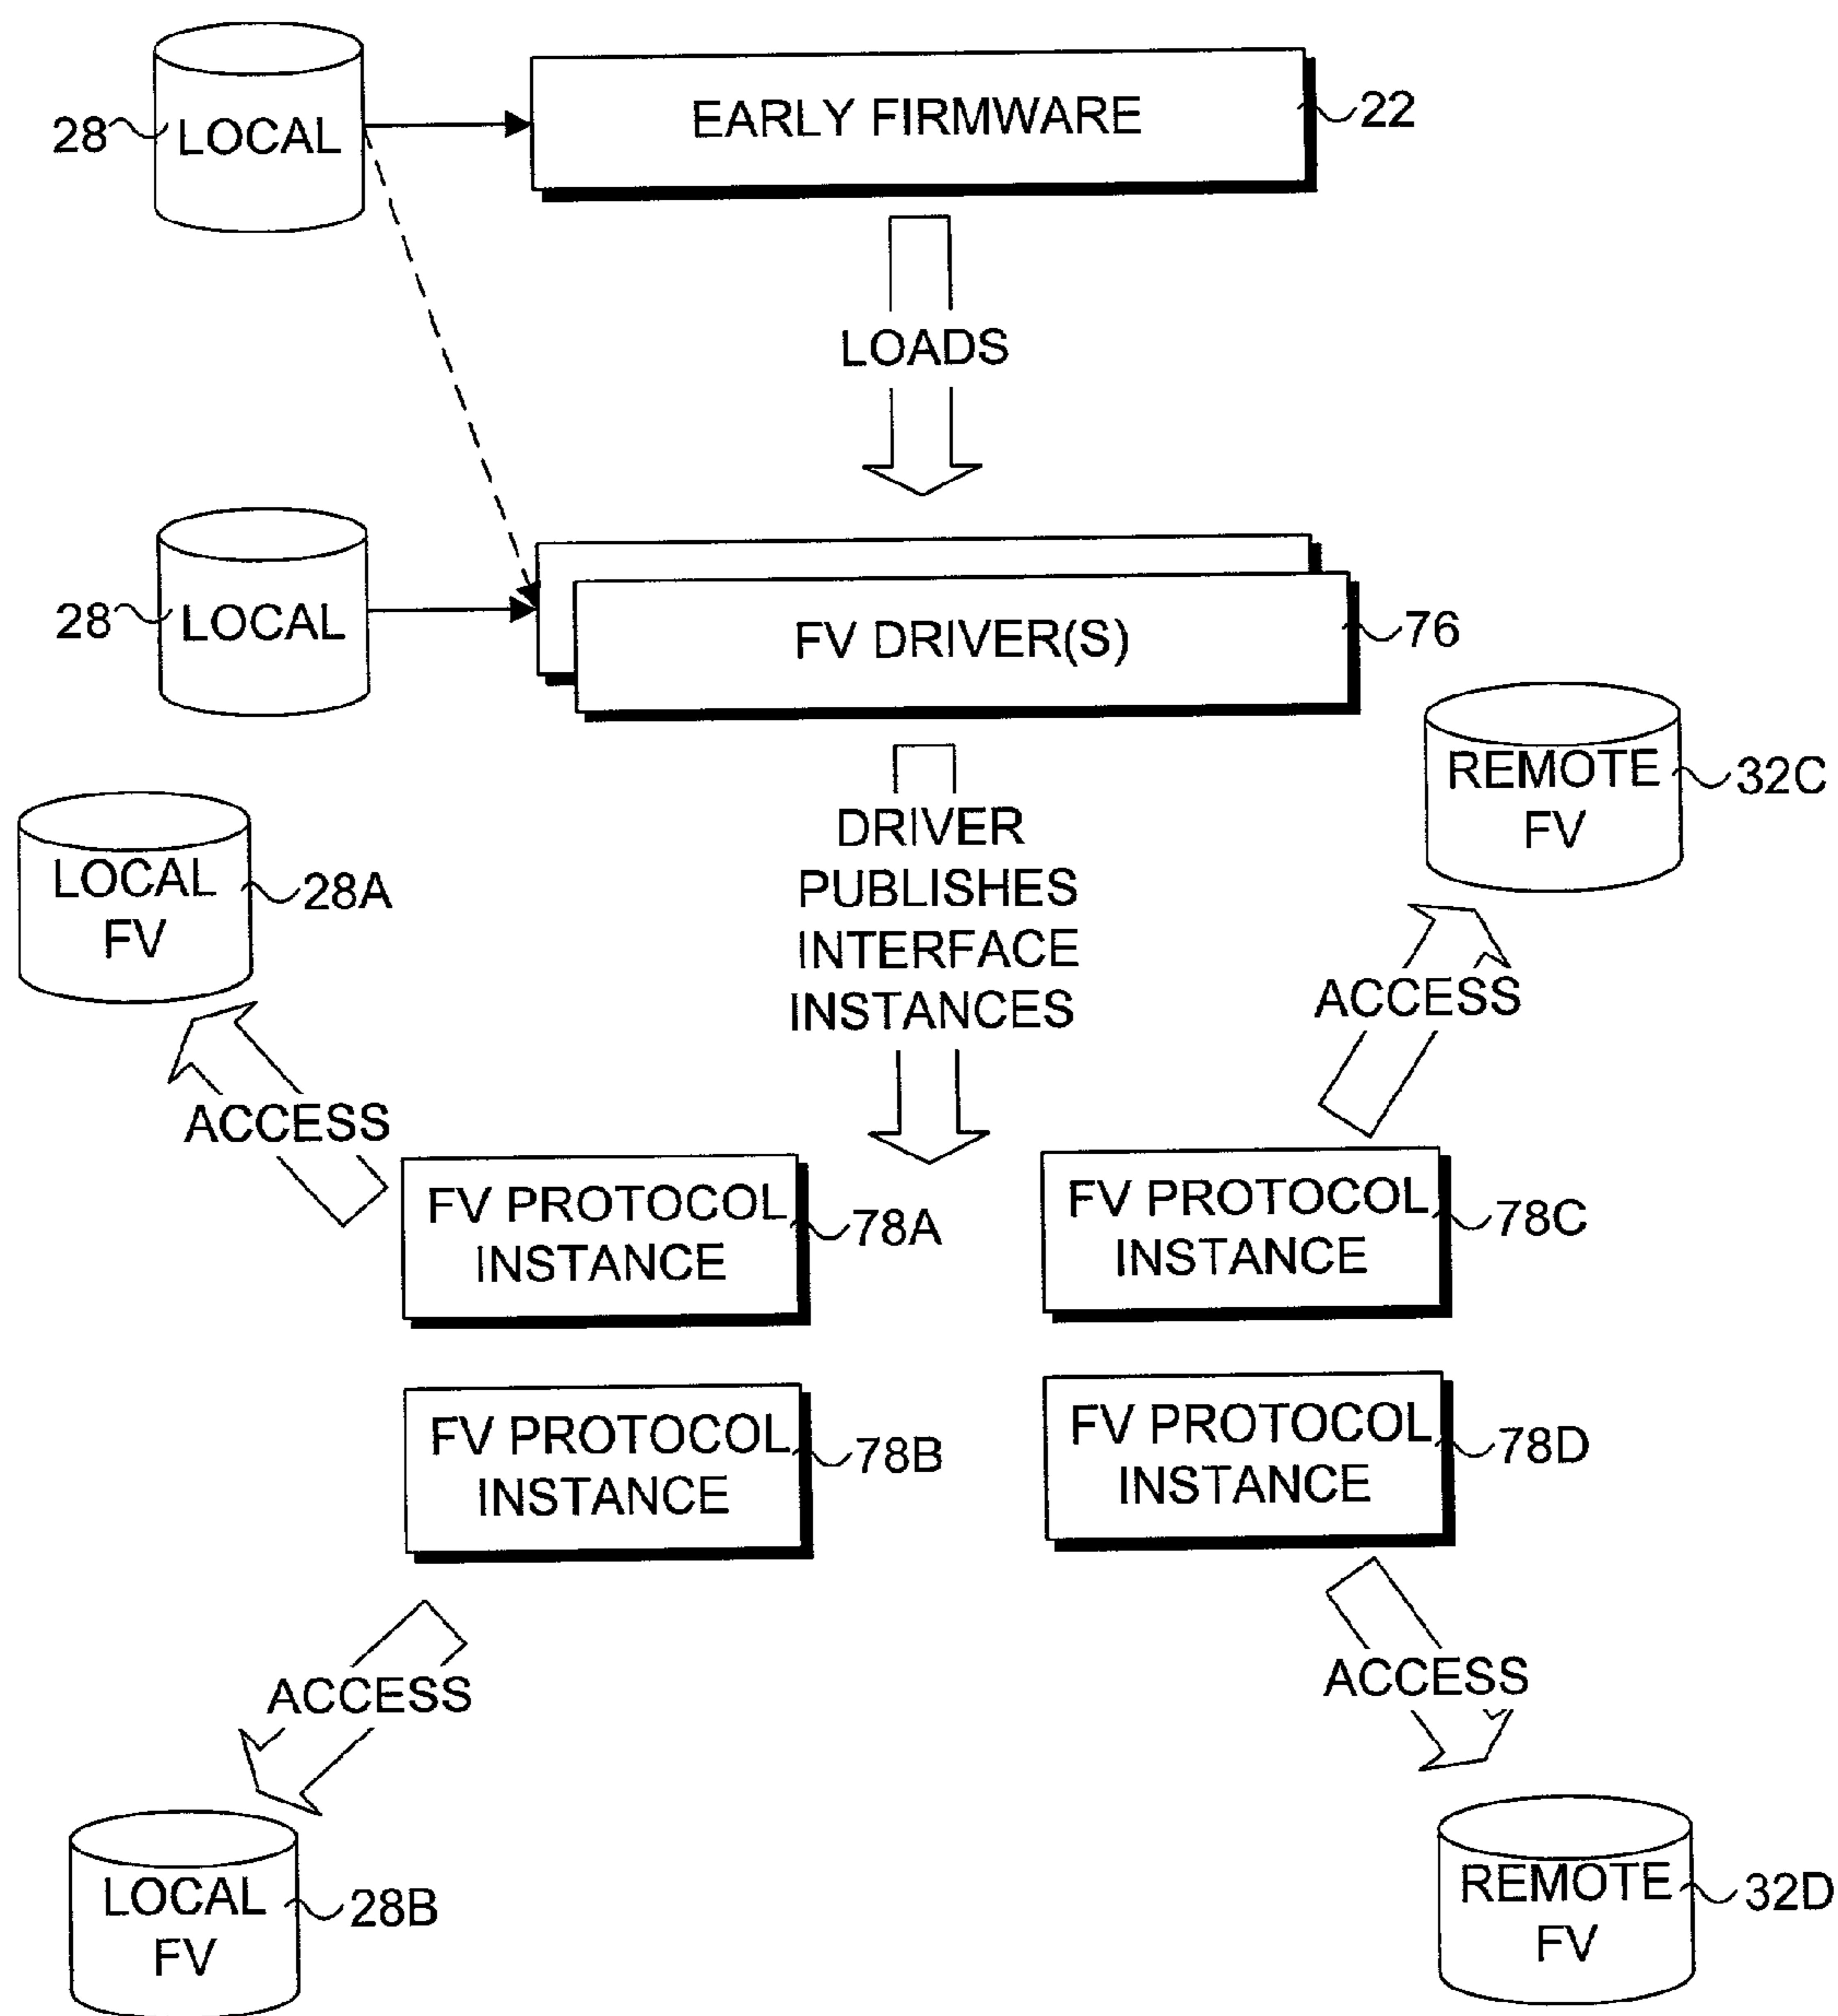 28
LOCAL
EARLY FIRMWARE
22
LOADS
28
LOCAL
FV DRIVER(S)
76
REMOTE
FV
32C
LOCAL
FV
28A
DRIVER
PUBLISHES
INTERFACE
INSTANCES
ACCESS
ACCESS
FV PROTOCOL
INSTANCE
78A
FV PROTOCOL
INSTANCE
78C
FV PROTOCOL
INSTANCE
78B
FV PROTOCOL
INSTANCE
78D
ACCESS
ACCESS
LOCAL
FV
28B
REMOTE
FV
32D